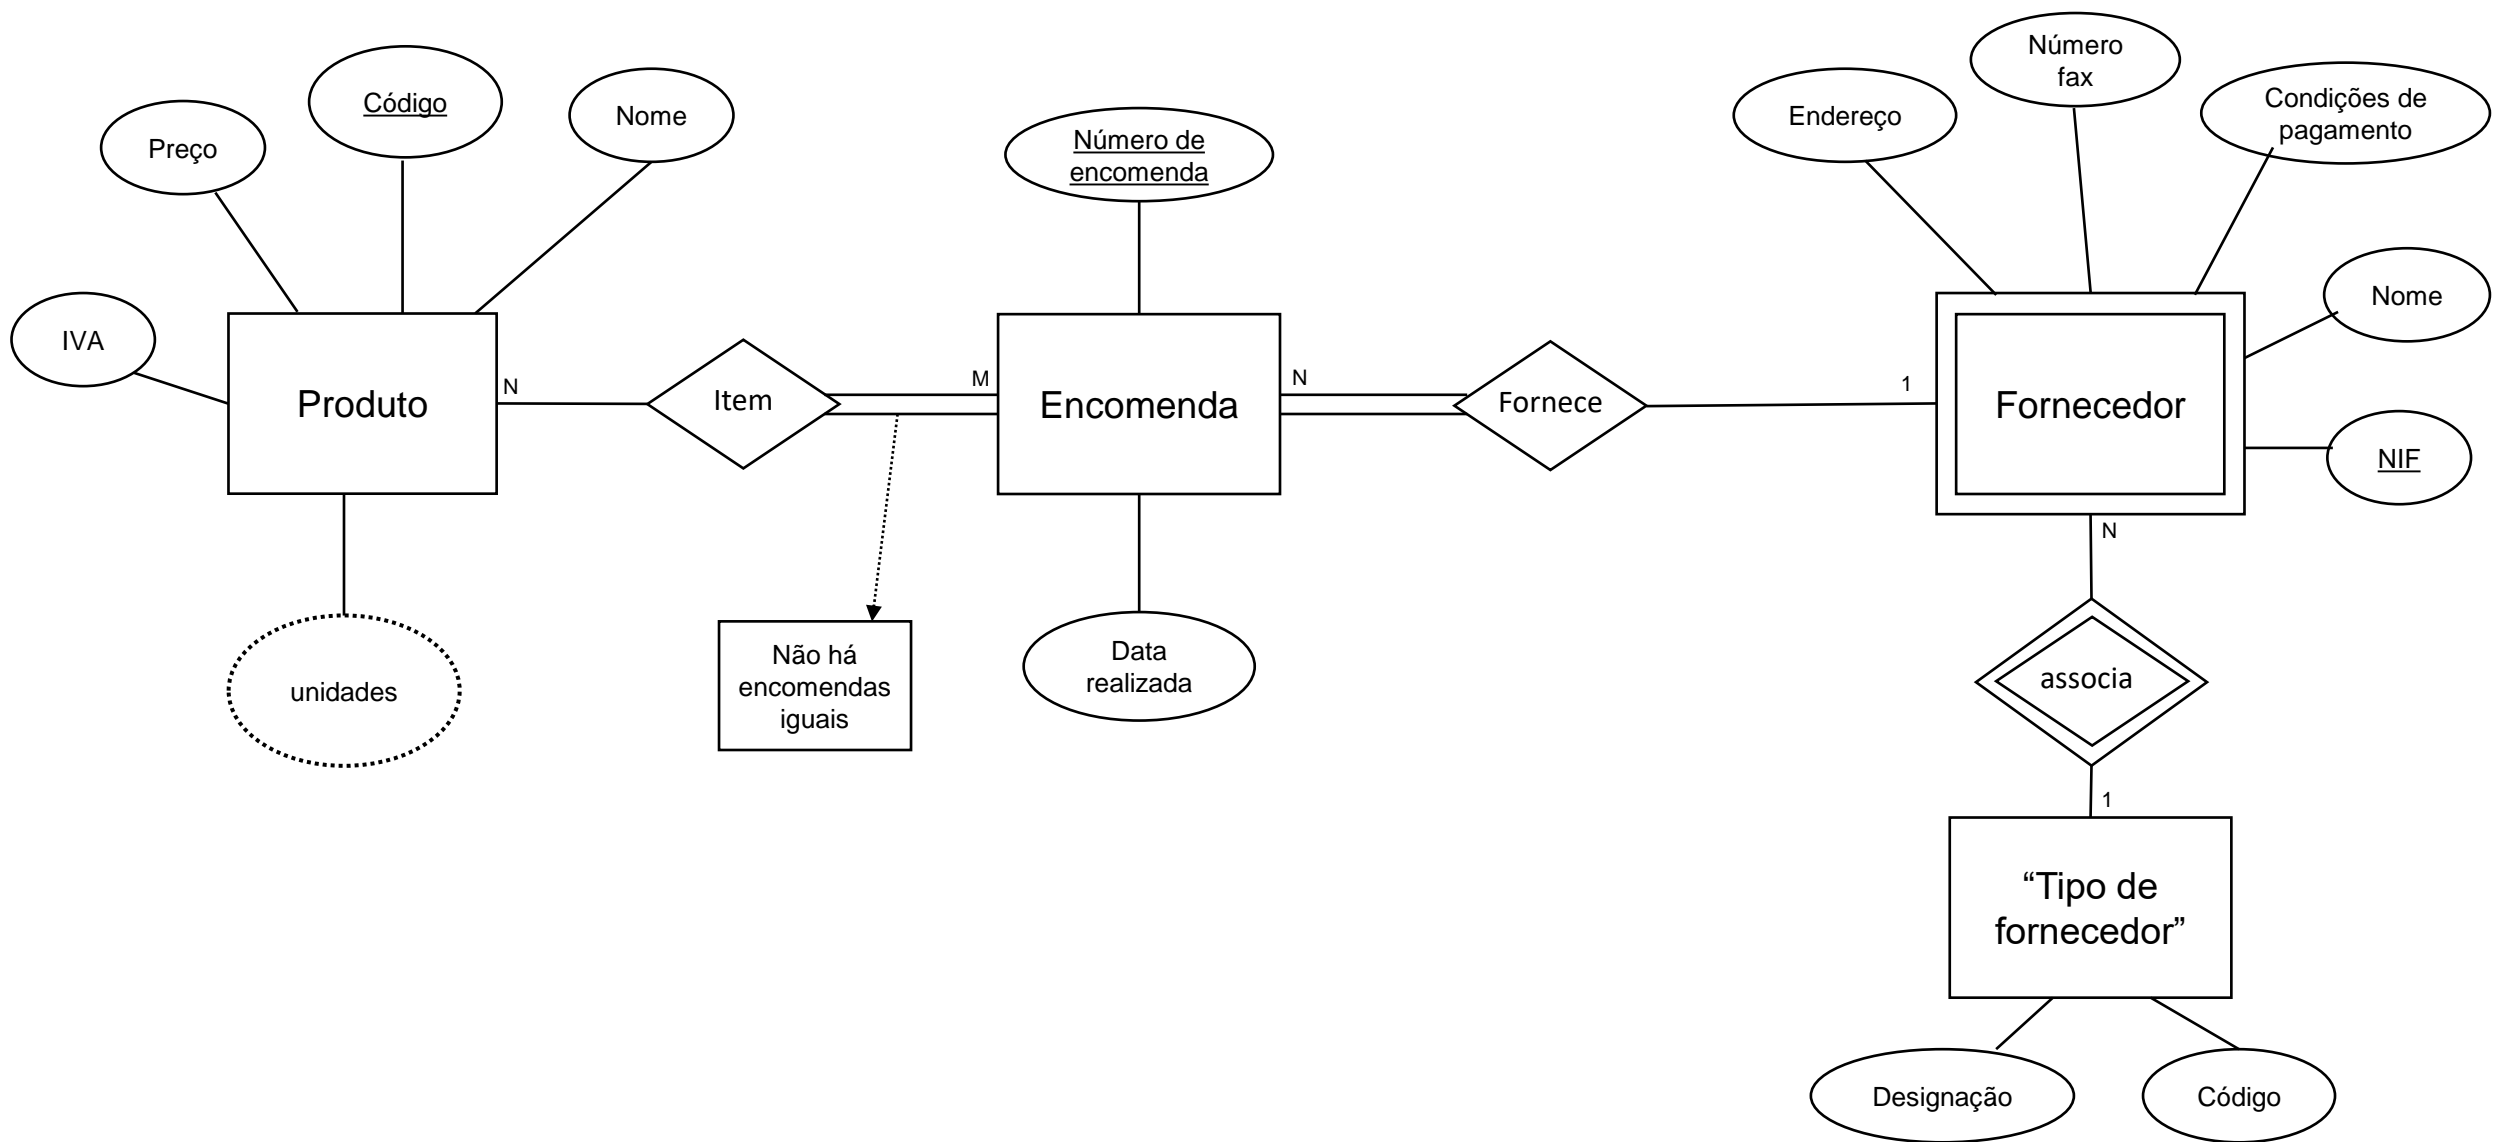 Número
fax
Condições de
pagamento
Endereço
Código
Nome
Preço
Número de
encomenda
Nome
IVA
N
M
N
1
Produto
Item
Encomenda
Fornece
Fornecedor
NIF
N
Não há
encomendas
iguais
Data
realizada
unidades
associa
1
“Tipo de
fornecedor”
Designação
Código